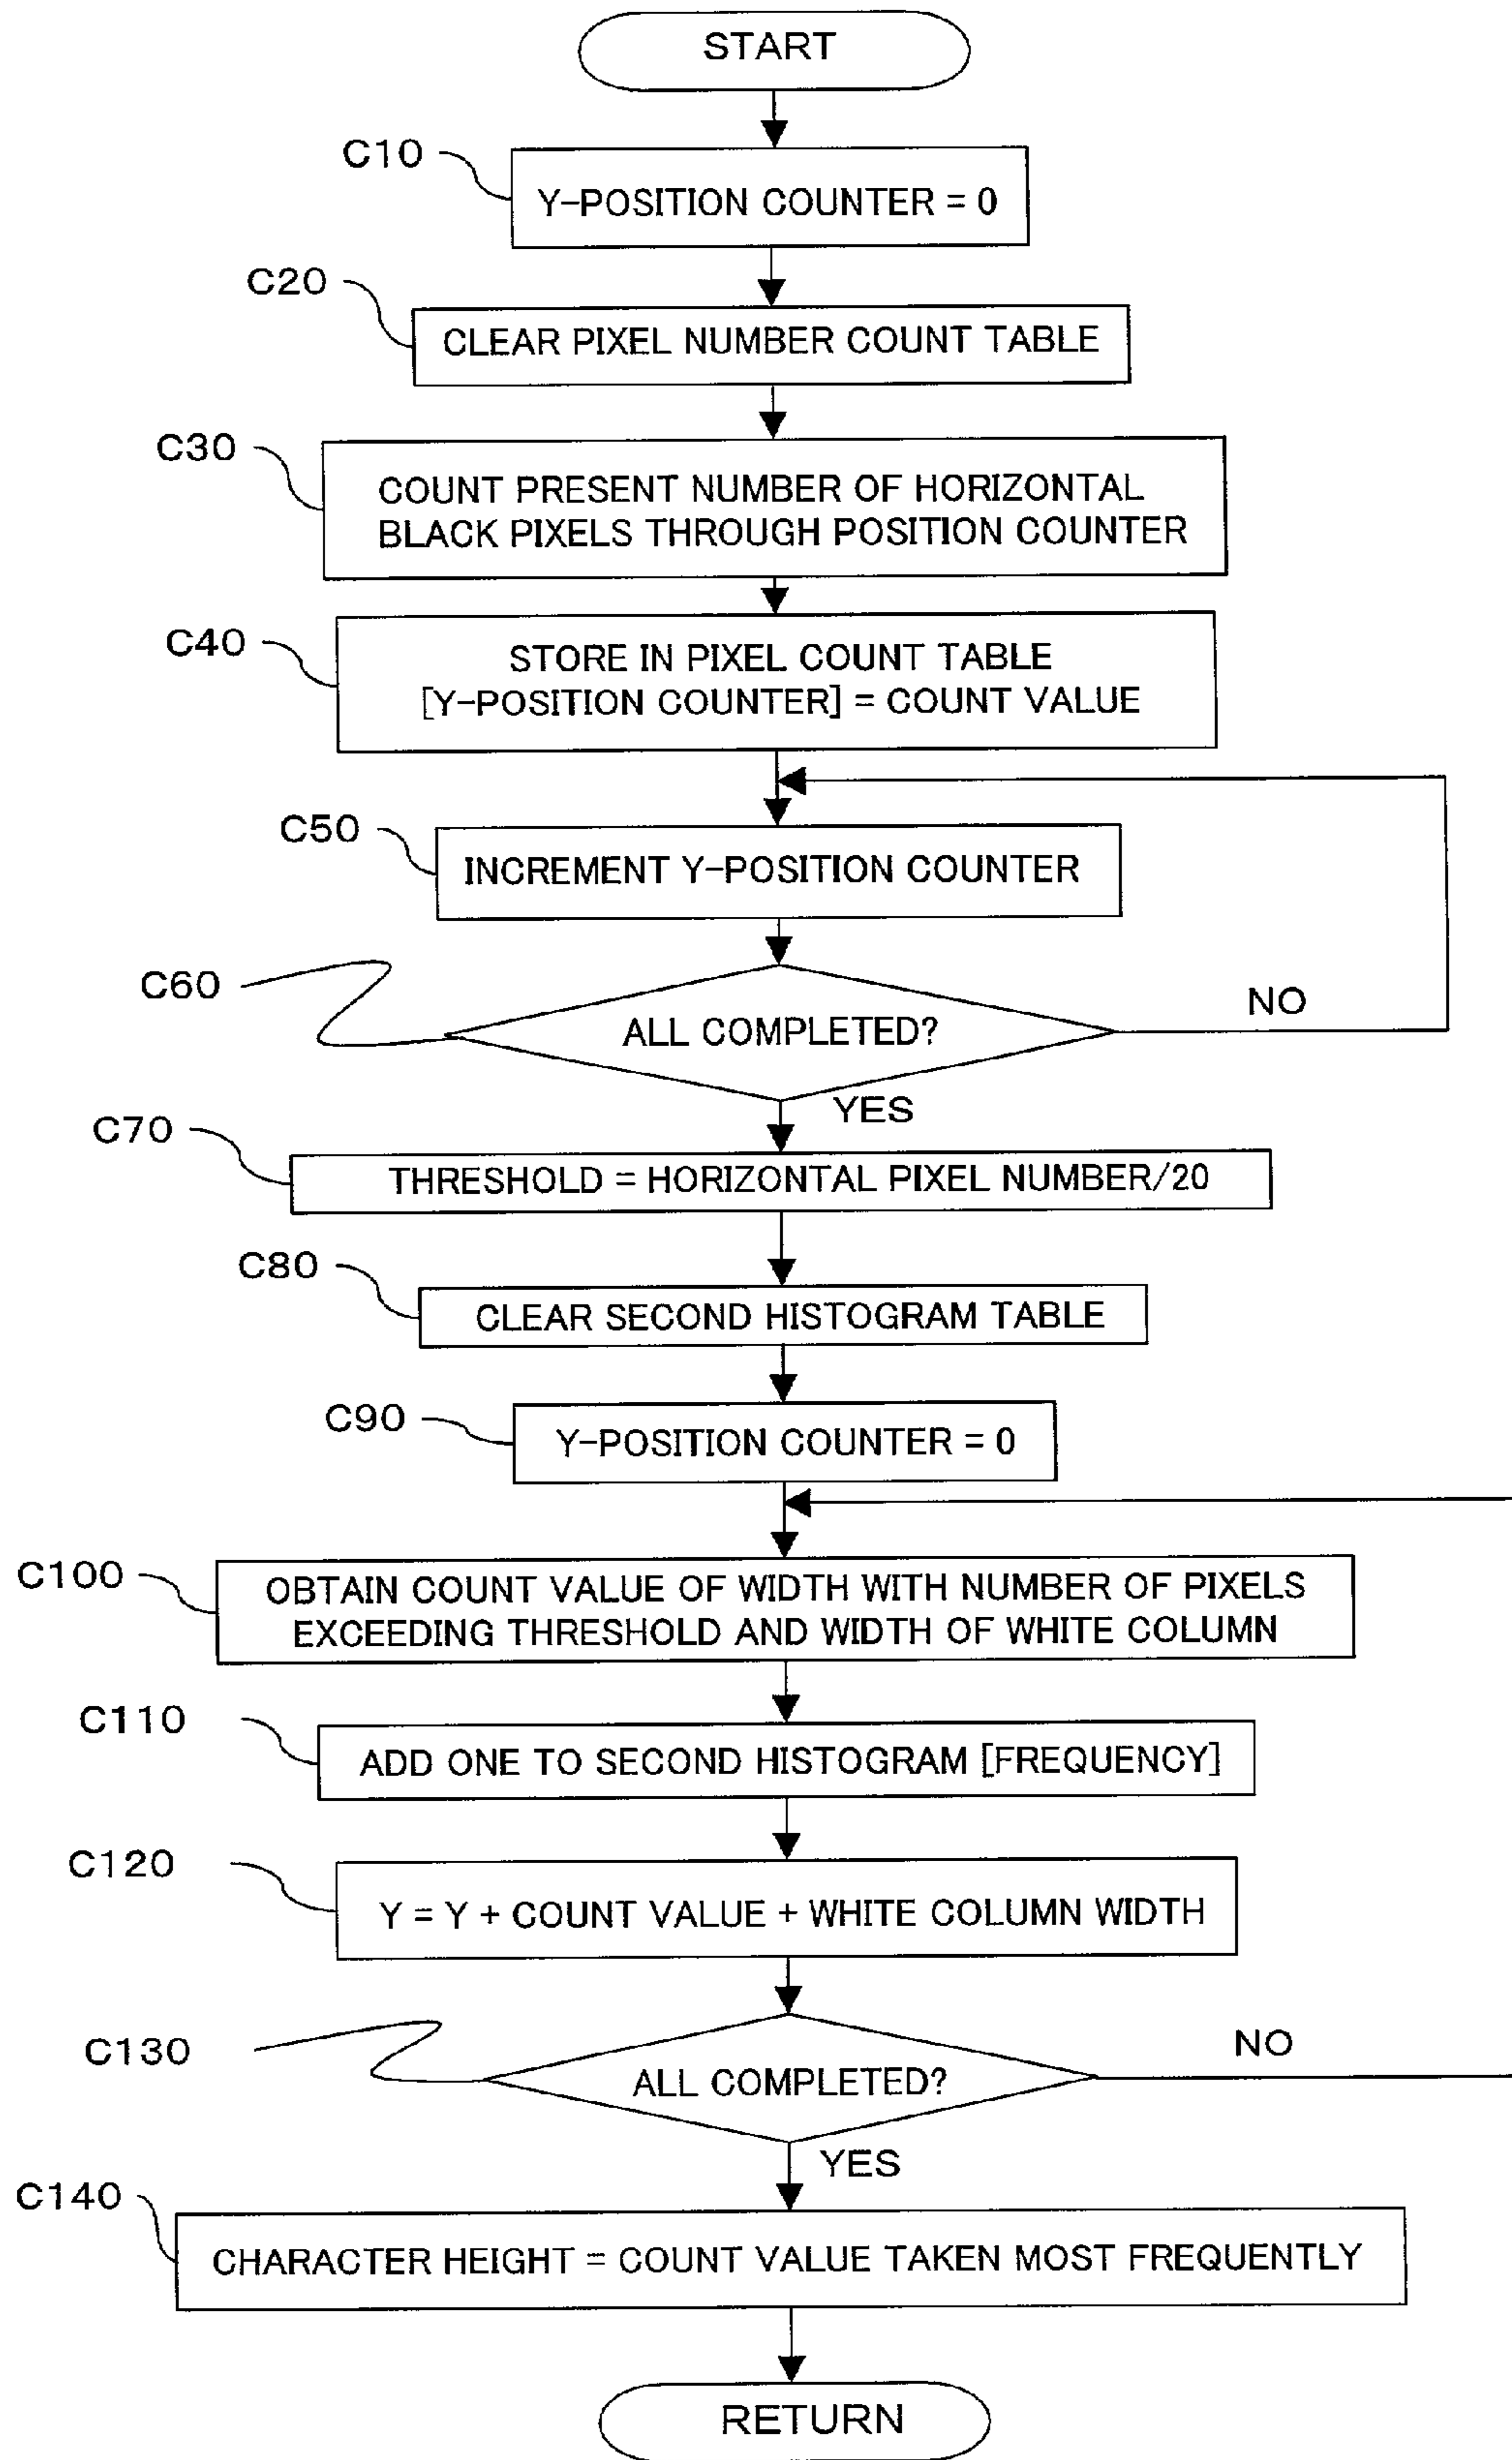 START
C10
Y-POSITION COUNTER = 0
C20
CLEAR PIXEL NUMBER COUNT TABLE
C30
COUNT PRESENT NUMBER OF HORIZONTAL
BLACK PIXELS THROUGH POSITION COUNTER
C40
STORE IN PIXEL COUNT TABLE
[Y-POSITION COUNTER] = COUNT VALUE
C50
INCREMENT Y-POSITION COUNTER
C60
ALL COMPLETED?
NO
YES
C70
THRESHOLD = HORIZONTAL PIXEL NUMBER/20
C80
CLEAR SECOND HISTOGRAM TABLE
C90
Y-POSITION COUNTER = 0
C100
OBTAIN COUNT VALUE OF WIDTH WITH NUMBER OF PIXELS
EXCEEDING THRESHOLD AND WIDTH OF WHITE COLUMN
C110
ADD ONE TO SECOND HISTOGRAM [FREQUENCY]
C120
Y = Y + COUNT VALUE + WHITE COLUMN WIDTH
C130
ALL COMPLETED?
NO
YES
C140
CHARACTER HEIGHT = COUNT VALUE TAKEN MOST FREQUENTLY
RETURN